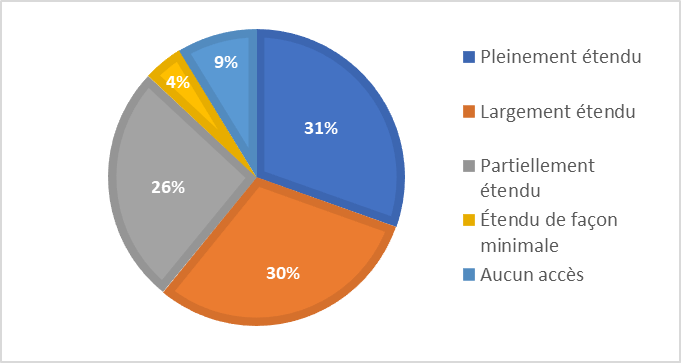 9%
4%
31%
26%
30%
Pleinement étendu
Largement étendu
Partiellement
étendu
Étendu de façon
minimale
Aucun accès